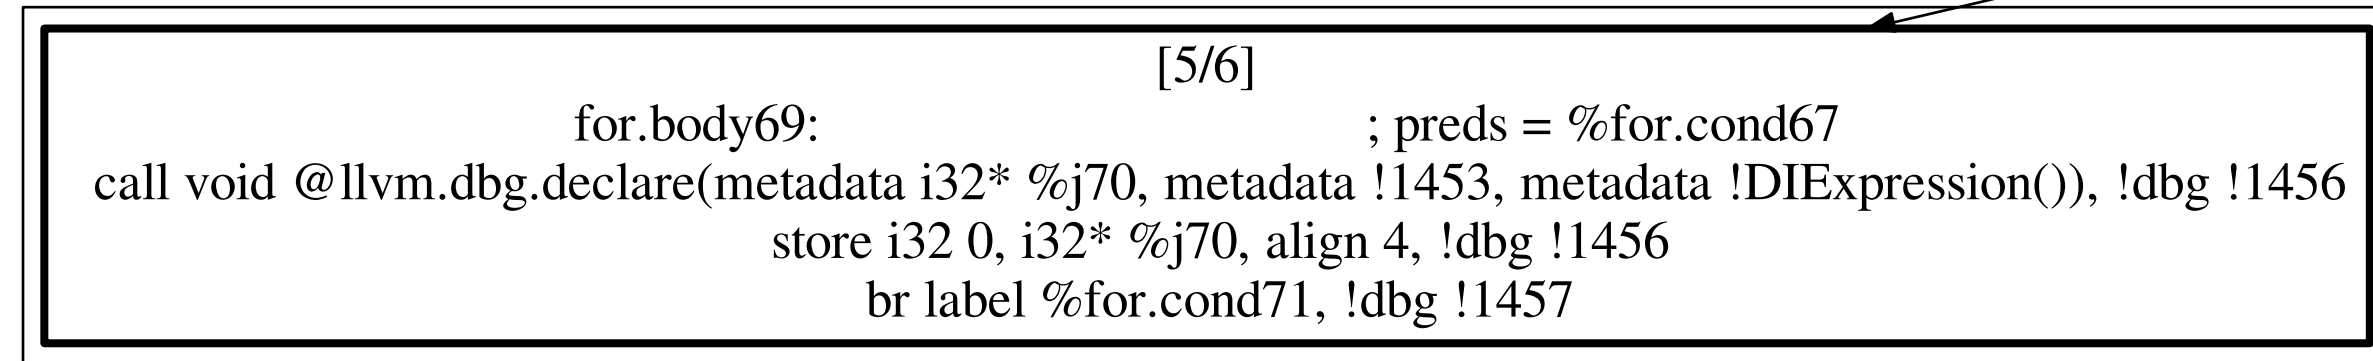 [5/6]
for.body69: ; preds = %for.cond67
call void @llvm.dbg.declare(metadata i32* %j70, metadata !1453, metadata !DIExpression()), !dbg !1456
store i32 0, i32* %j70, align 4, !dbg !1456
br label %for.cond71, !dbg !1457